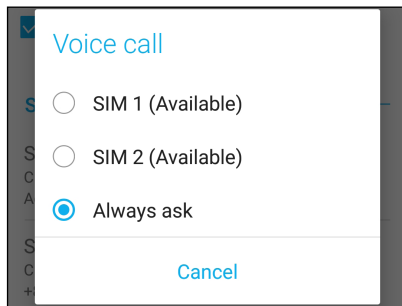 Voice call
SIM 1 (Available)
SIM 2 (Available)
Always ask
Cancel